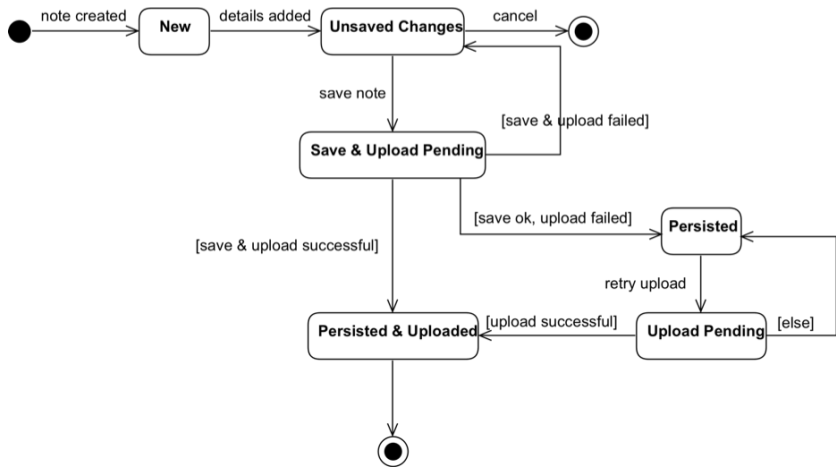 note created
New
details added
Unsaved Changes
cancel
save note
[save & upload failed]
Save & Upload Pending
[save ok, upload failed]
Persisted
[save & upload successful]
retry upload
Persisted & Uploaded
[upload successful]
Upload Pending
[else]